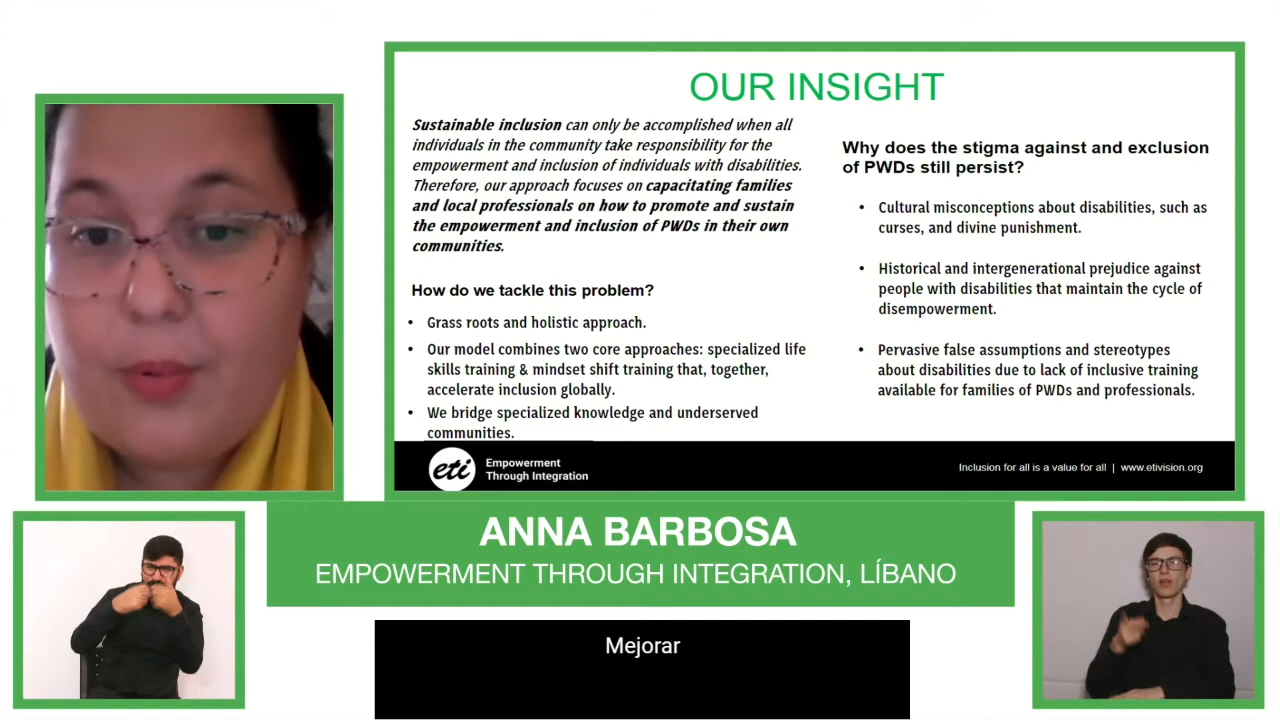 OUR INSIGHT
Sustainable inclusion can only be accomplished when all
individuals in the community take responsibility for the
empowerment and inclusion of individuals with disabilities.
Therefore, our approach focuses on capacitating families
and local professionals on how to promote and sustain
the empowerment and inclusion of PWDs in their own
communities.
How do we tackle this problem?
• Grass roots and holistic approach.
• Our model combines two core approaches: specialized life
skills training & mindset shift training that, together,
accelerate inclusion globally.
• We bridge specialized knowledge and underserved
communities.
Why does the stigma against and exclusion
of PWDs still persist?
• Cultural misconceptions about disabilities, such as
curses, and divine punishment.
• Historical and intergenerational prejudice against
people with disabilities that maintain the cycle of
disempowerment.
• Pervasive false assumptions and stereotypes
about disabilities due to lack of inclusive training
available for families of PWDs and professionals.
eti
Empowerment
Through Integration
Inclusion for all is a value for all | www.etivision.org
ANNA BARBOSA
EMPOWERMENT THROUGH INTEGRATION, LÍBANO
Mejorar